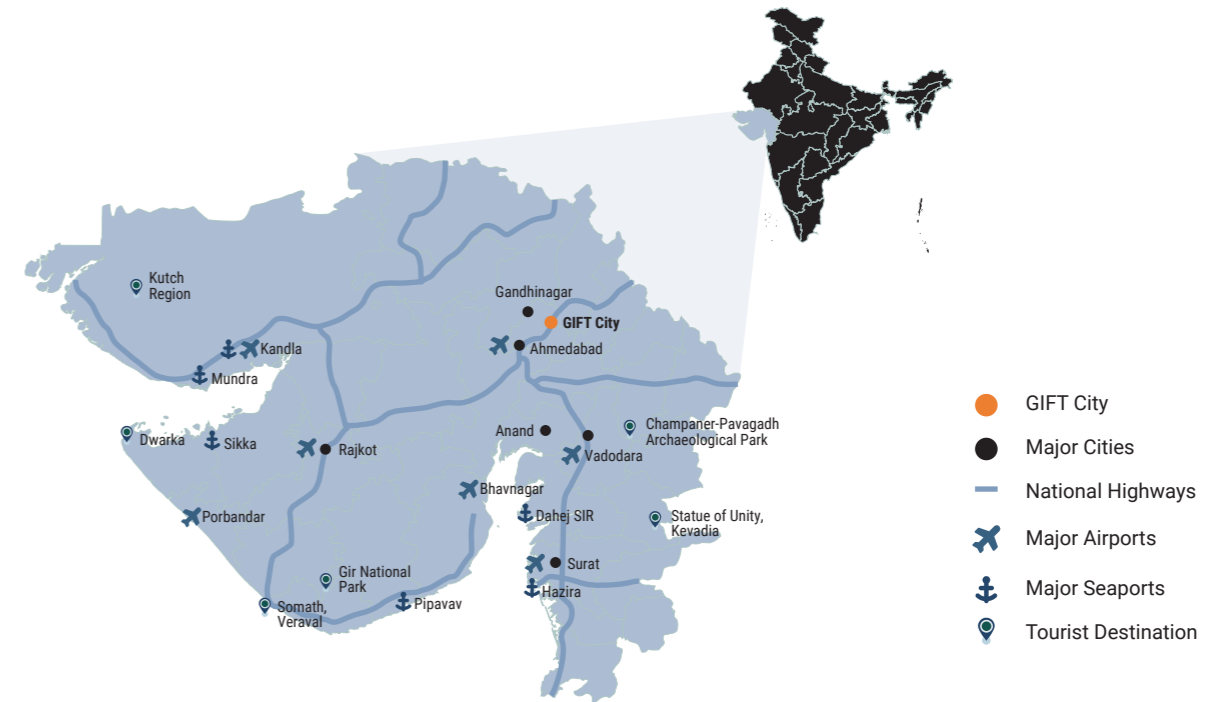 Kutch
Region
Gandhinagar
GIFT City
Ahmedabad
Kandla
Mundra
Dwarka
Sikka
Rajkot
Anand
Vadodara
Champaner-Pavagadh
Archaeological Park
Bhavnagar
Porbandar
Dahej SIR
Statue of Unity,
Kevadia
Surat
Hazira
Gir National
Park
Somath,
Veraval
Pipavav
GIFT City
Major Cities
National Highways
Major Airports
Major Seaports
Tourist Destination